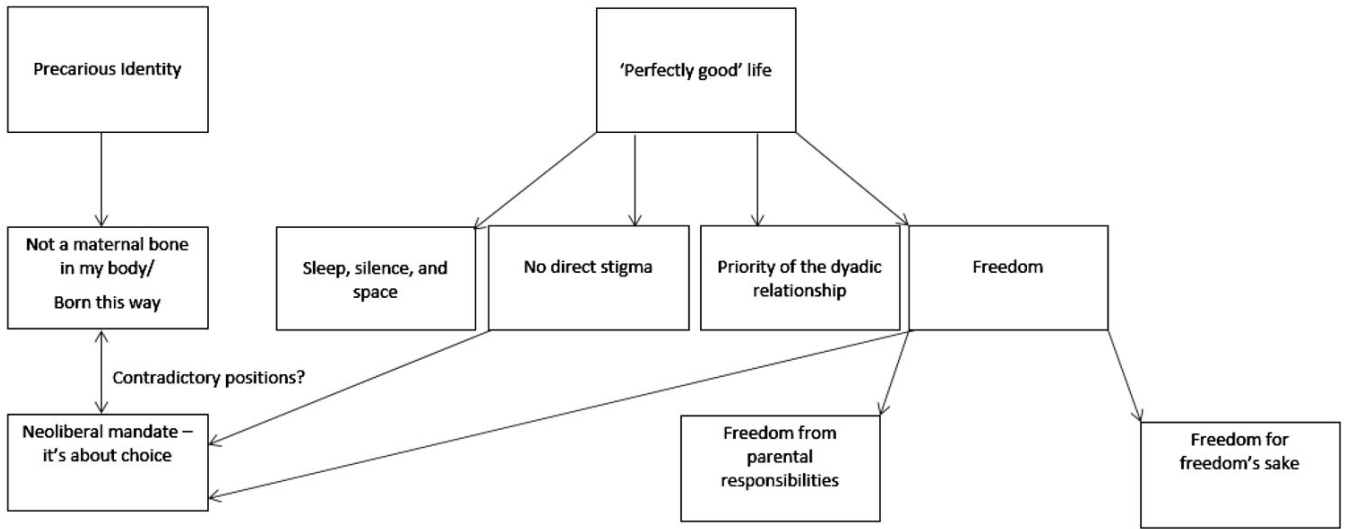 Precarious Identity
‘Perfectly good’ life
Not a maternal bone
in my body/
Born this way
Sleep, silence, and
space
No direct stigma
Priority of the dyadic
relationship
Freedom
Contradictory positions?
Neoliberal mandate –
it’s about choice
Freedom from
parental
responsibilities
Freedom for
freedom’s sake